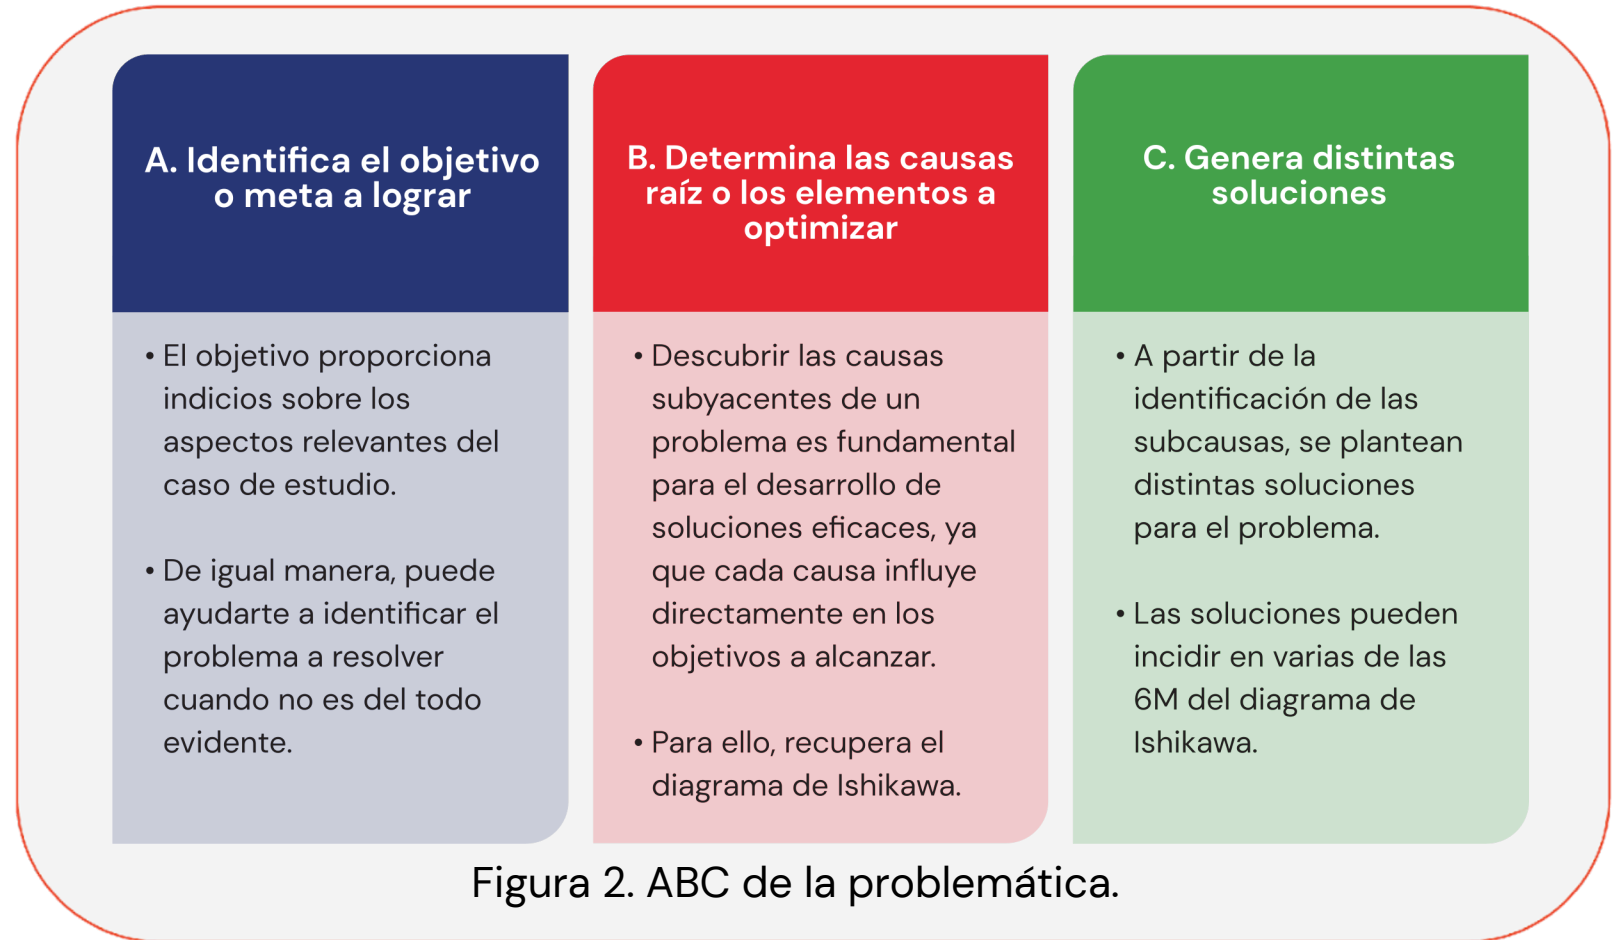 A. Identifica el objetivo
o meta a lograr
• El objetivo proporciona
indicios sobre los
aspectos relevantes del
caso de estudio.
• De igual manera, puede
ayudarte a identificar el
problema a resolver
cuando no es del todo
evidente.
B. Determina las causas
raíz o los elementos a
optimizar
• Descubrir las causas
subyacentes de un
problema es fundamental
para el desarrollo de
soluciones eficaces, ya
que cada causa influye
directamente en los
objetivos a alcanzar.
• Para ello, recupera el
diagrama de Ishikawa.
C. Genera distintas
soluciones
• A partir de la
identificación de las
subcausas, se plantean
distintas soluciones
para el problema.
• Las soluciones pueden
incidir en varias de las
6M del diagrama de
Ishikawa.
Figura 2. ABC de la problemática.